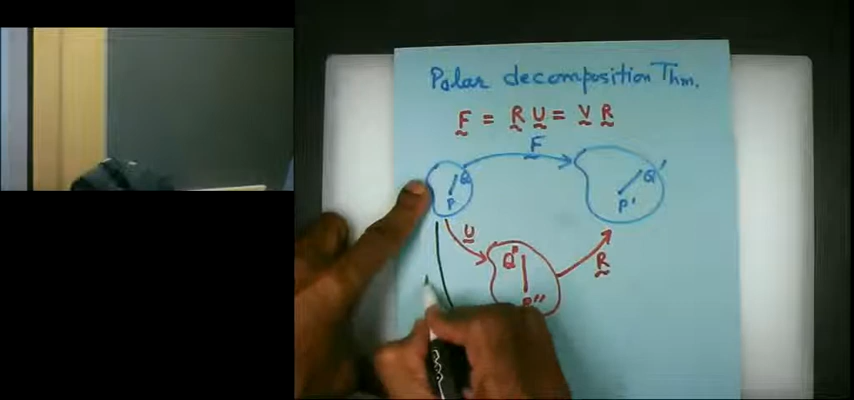 Polar decomposition Thm.
F = R U = V R
F
Q Q'
P P'
U
Q" R
P"